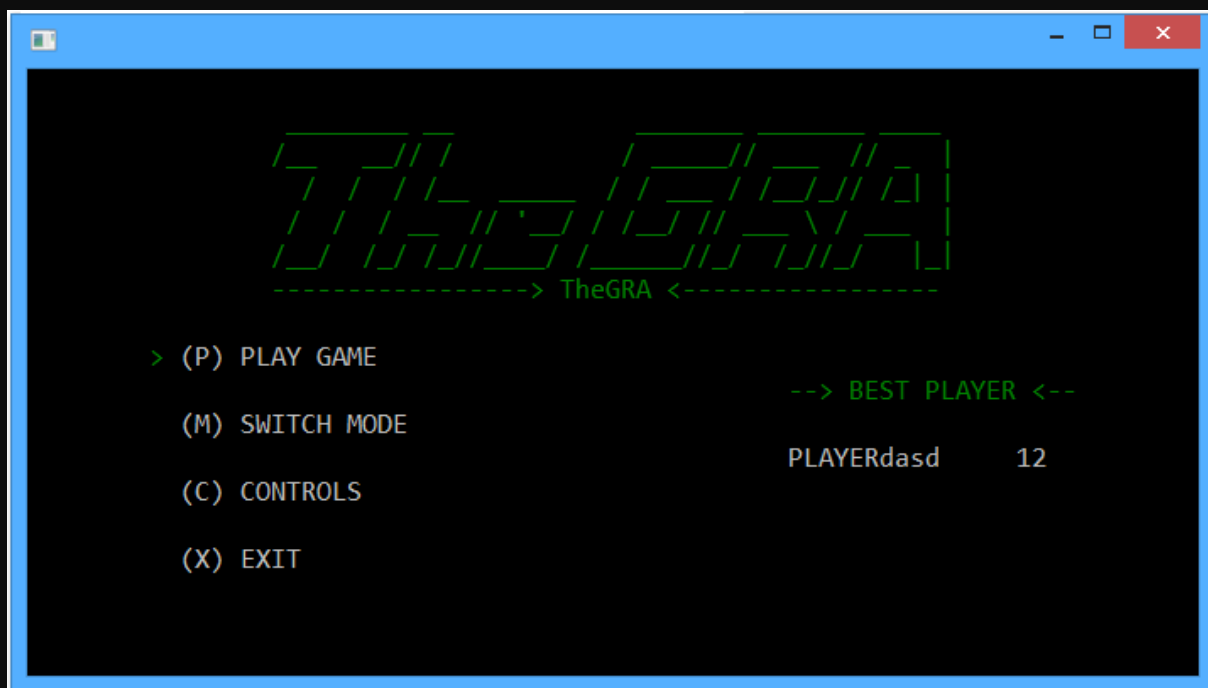 TheGRA
-----------------> TheGRA <-----------------
> (P) PLAY GAME
--> BEST PLAYER <--
(M) SWITCH MODE
PLAYERdasd 12
(C) CONTROLS
(X) EXIT